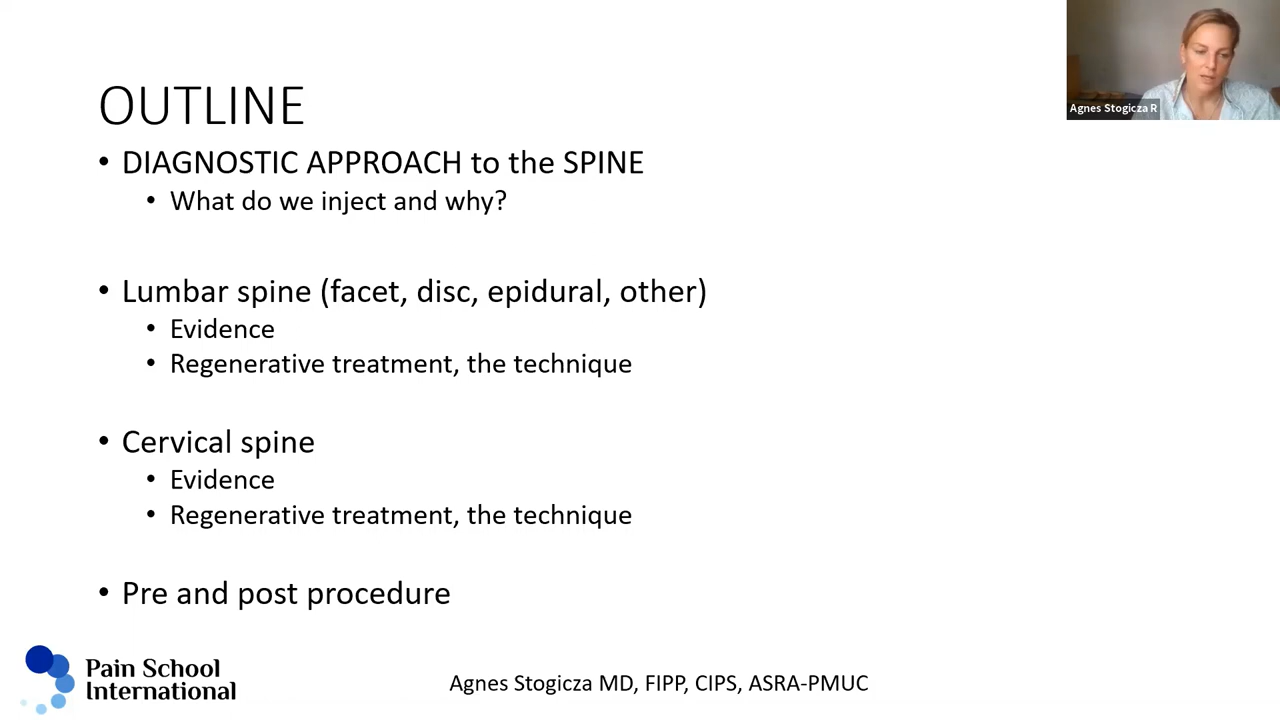 Agnes Stogicza R
OUTLINE
• DIAGNOSTIC APPROACH to the SPINE
• What do we inject and why?
• Lumbar spine (facet, disc, epidural, other)
• Evidence
• Regenerative treatment, the technique
• Cervical spine
• Evidence
• Regenerative treatment, the technique
• Pre and post procedure
Pain School
International
Agnes Stogicza MD, FIPP, CIPS, ASRA-PMUC